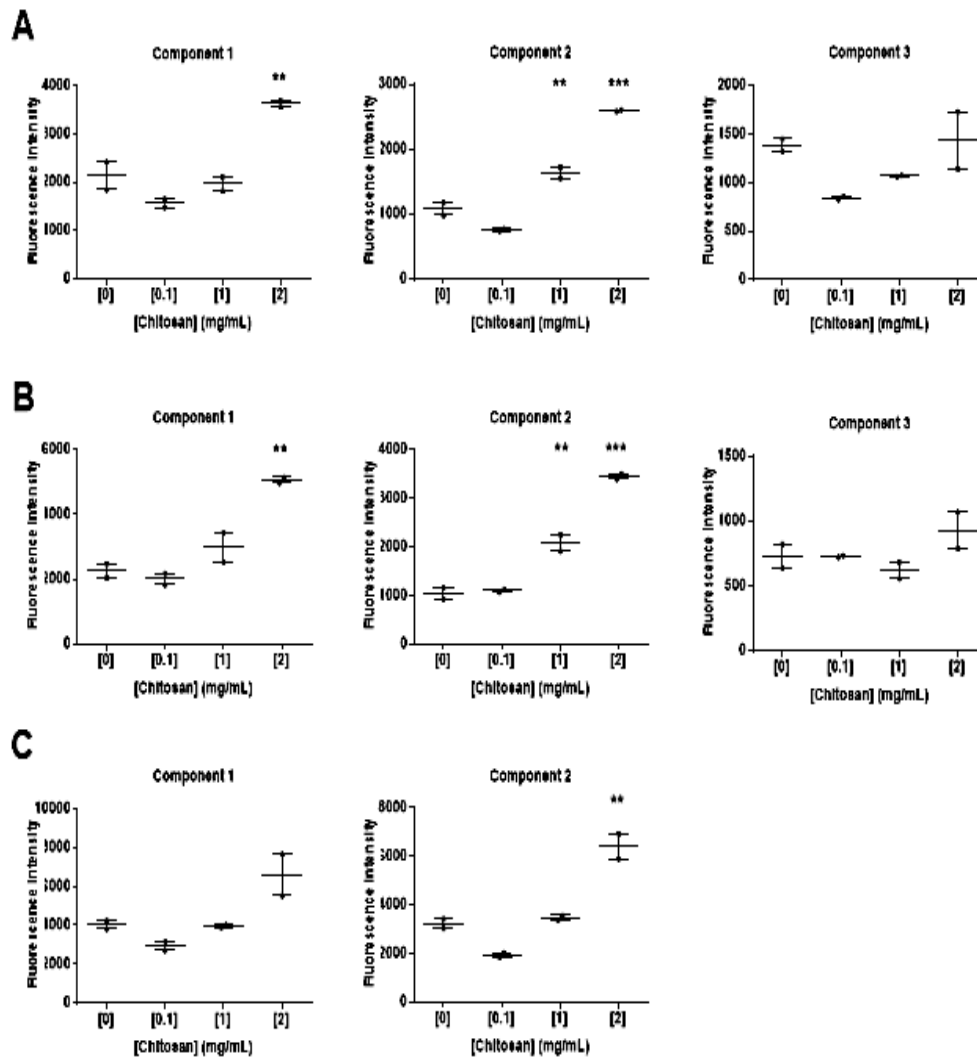 A
Component 1
**
4000
3000
2000
1000
0
Fluorescence Intensity
[0] [0.1] [1] [2]
[Chitosan] (mg/mL)
Component 2
** ***
3000
2000
1000
0
Fluorescence Intensity
[0] [0.1] [1] [2]
[Chitosan] (mg/mL)
Component 3
2000
1500
1000
500
0
Fluorescence Intensity
[0] [0.1] [1] [2]
[Chitosan] (mg/mL)
B
Component 1
**
6000
4000
2000
0
Fluorescence Intensity
[0] [0.1] [1] [2]
[Chitosan] (mg/mL)
Component 2
** ***
4000
3000
2000
1000
0
Fluorescence Intensity
[0] [0.1] [1] [2]
[Chitosan] (mg/mL)
Component 3
1500
1000
500
0
Fluorescence Intensity
[0] [0.1] [1] [2]
[Chitosan] (mg/mL)
C
Component 1
10000
8000
6000
4000
2000
0
Fluorescence Intensity
[0] [0.1] [1] [2]
[Chitosan] (mg/mL)
Component 2
**
8000
6000
4000
2000
0
Fluorescence Intensity
[0] [0.1] [1] [2]
[Chitosan] (mg/mL)